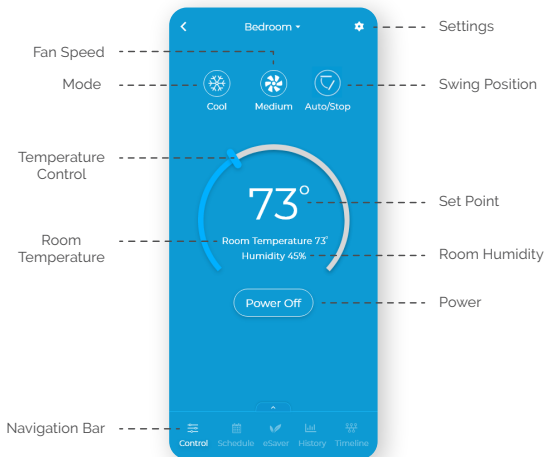 Bedroom
Settings
Fan Speed
Mode
Swing Position
Cool
Medium
Auto/Stop
Temperature
Control
73°
Set Point
Room
Temperature
Room Temperature 73°
Humidity 45%
Room Humidity
Power Off
Power
Navigation Bar
Control
Schedule
eSaver
History
Timeline